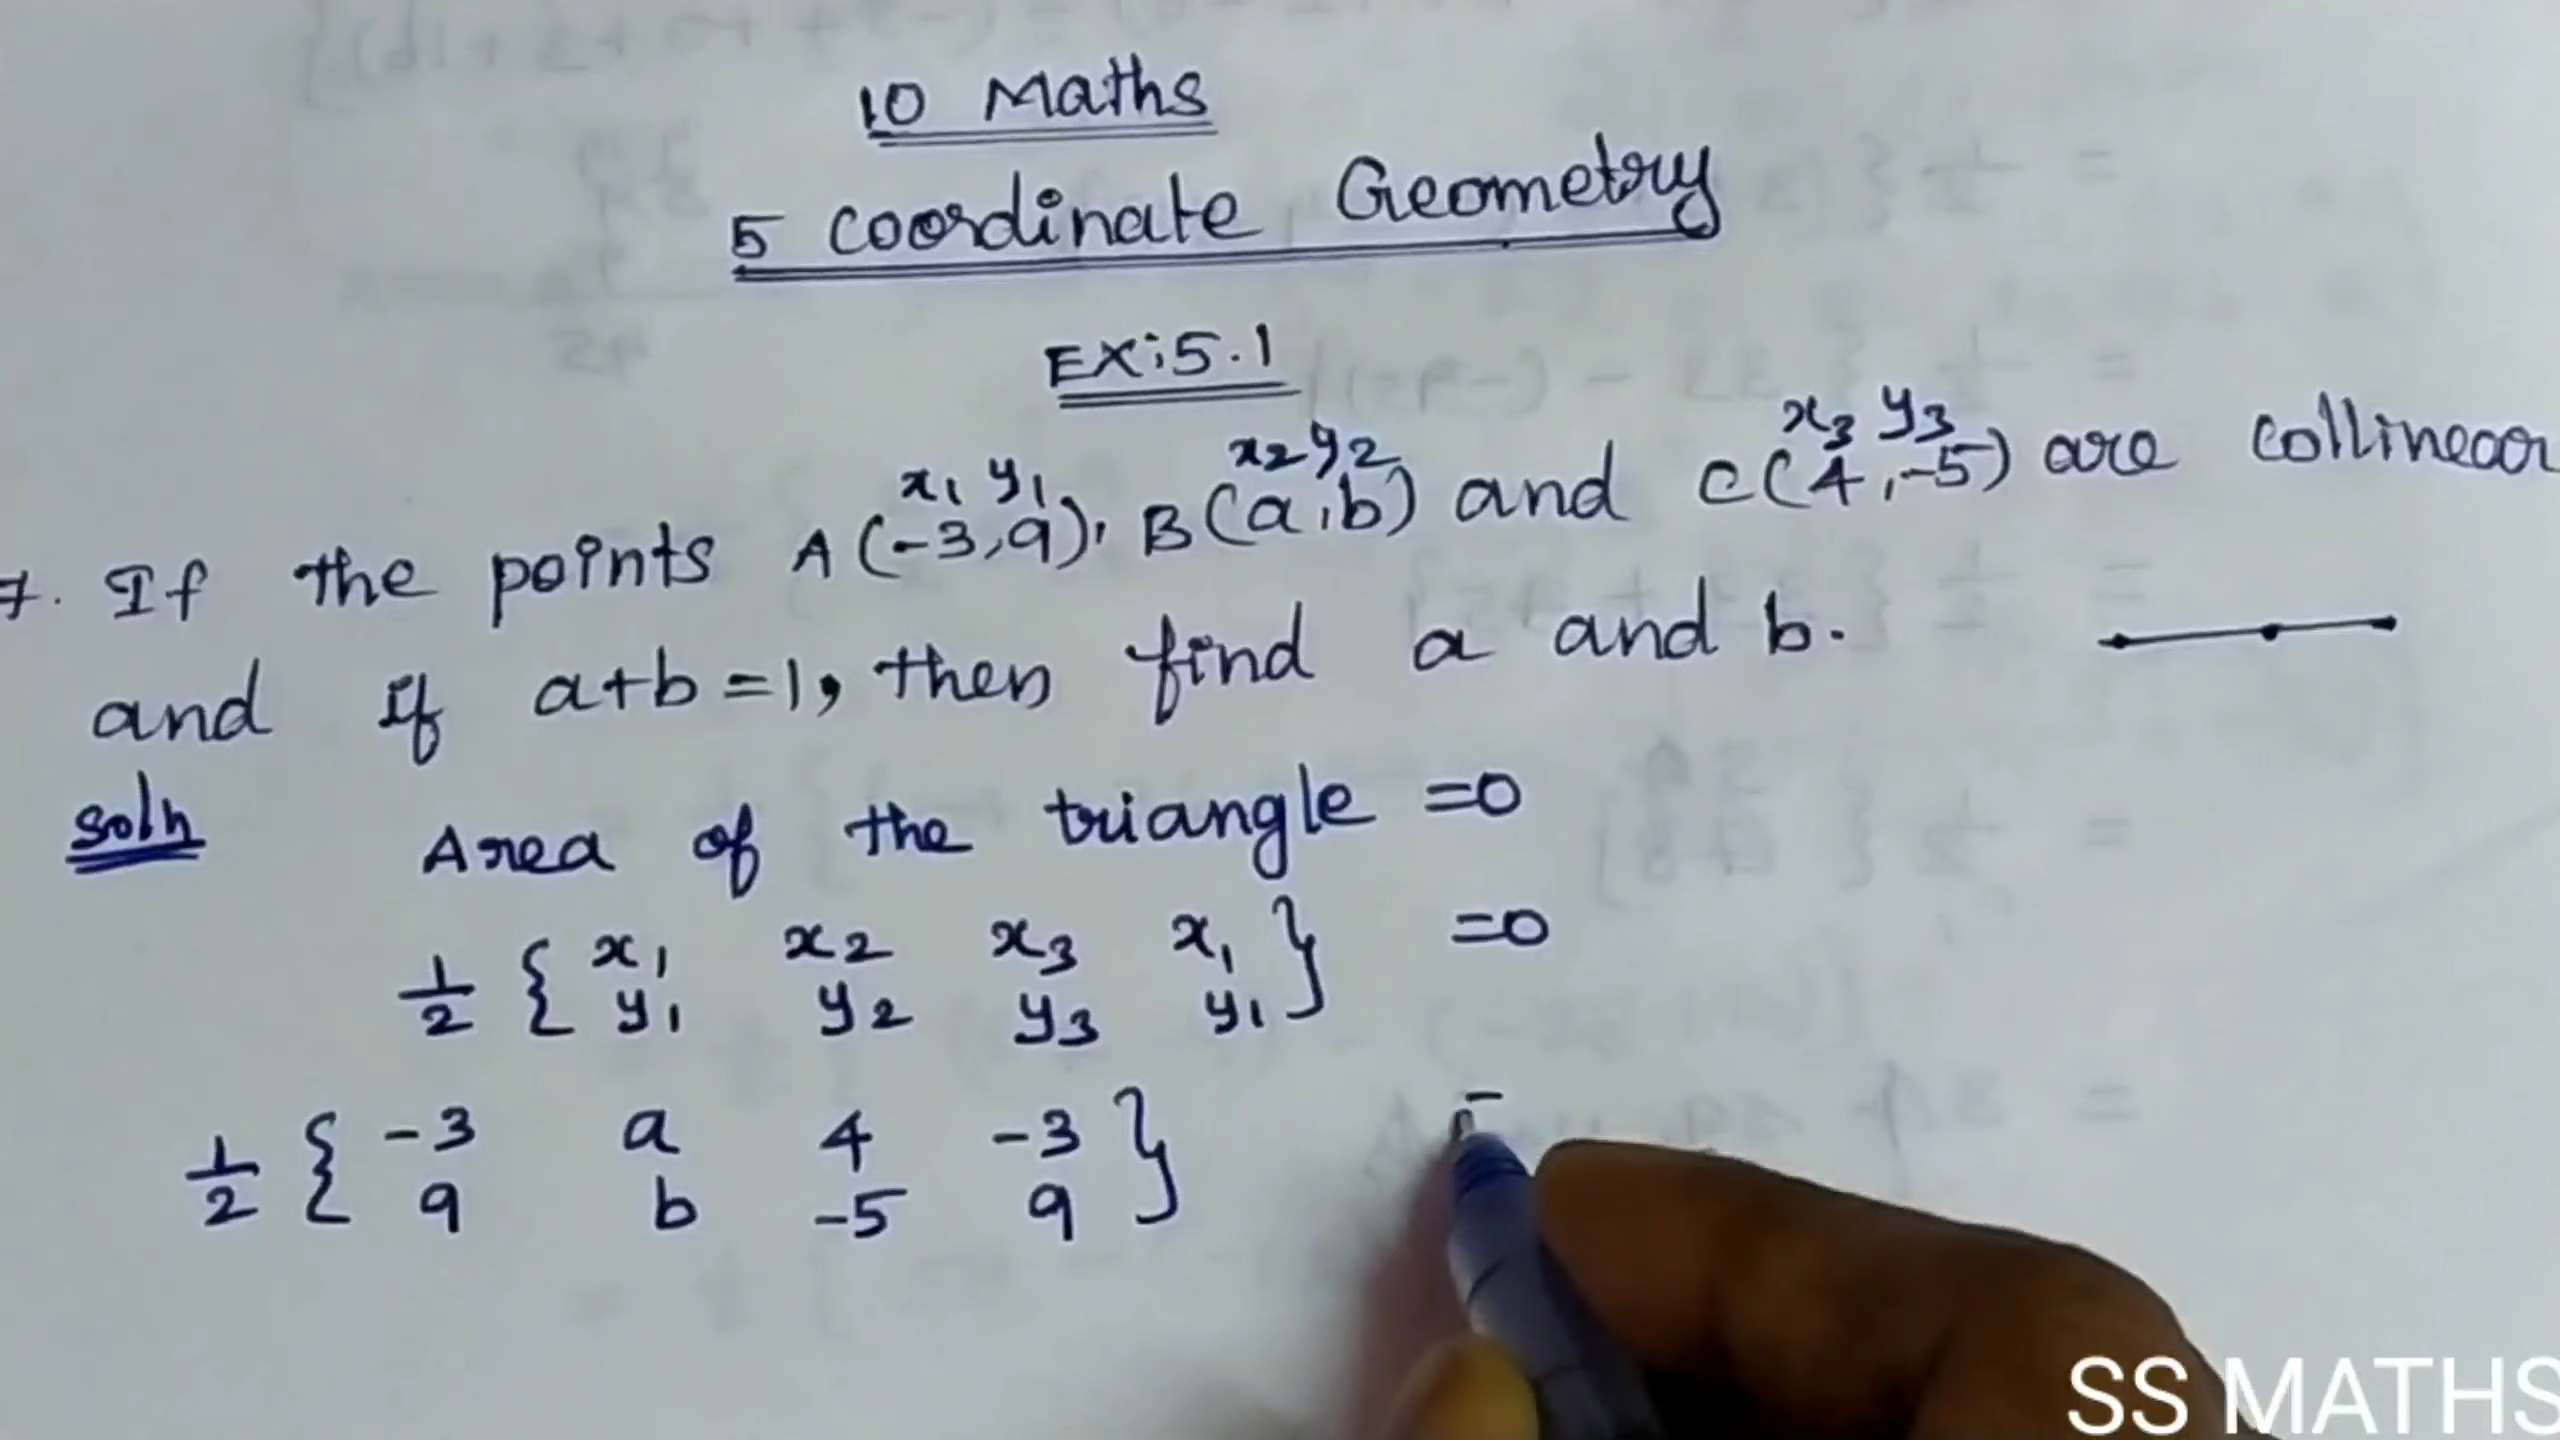 10 Maths
5 Coordinate Geometry
EX:5.1
x₁ y₁ x₂ y₂ x₃ y₃
7. If the points A(-3,9), B(a,b) and C(4,-5) are collinear
and if a+b=1, then find a and b.
Soln Area of the triangle =0
1/2 { x₁ x₂ x₃ x₁ } =0
y₁ y₂ y₃ y₁
1/2 { -3 a 4 -3 }
9 b -5 9
SS MATHS